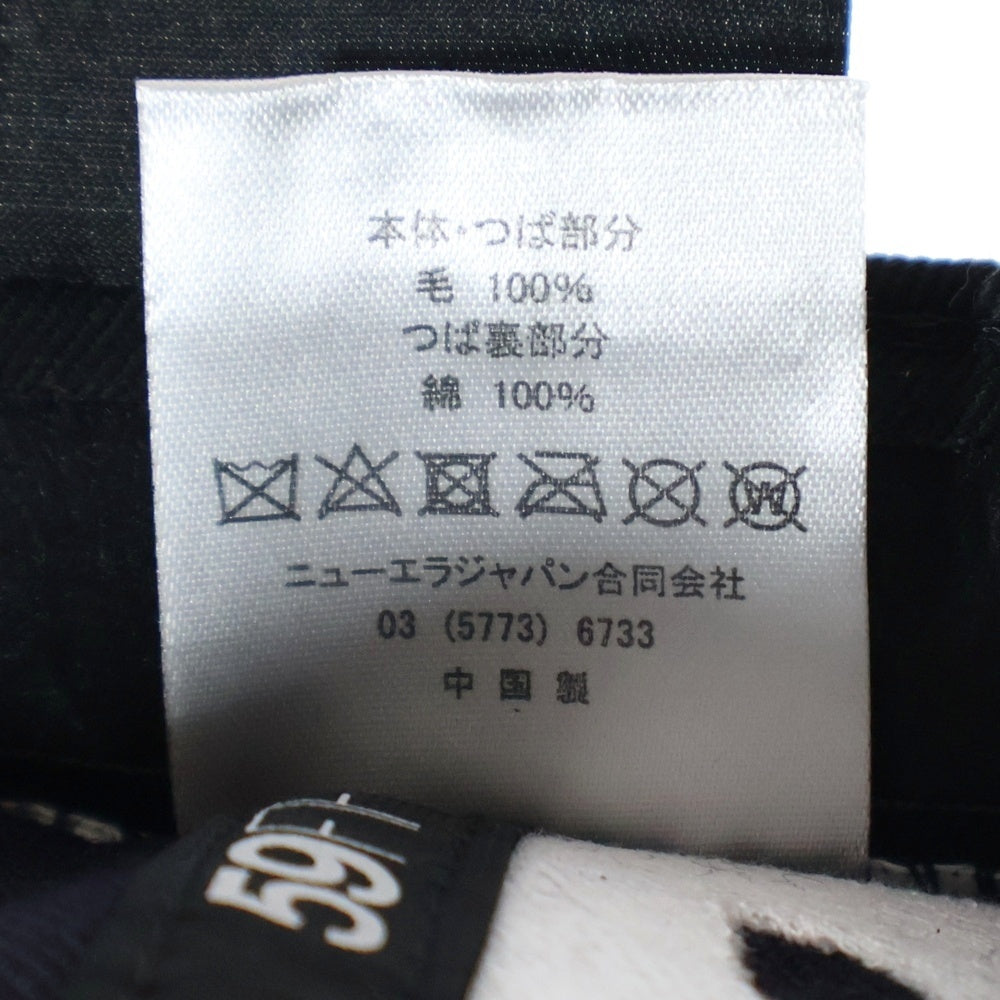 本体・つば部分
毛 100%
つば裏部分
綿 100%
W
ニューエラジャパン合同会社
03 (5773) 6733
中国製
59